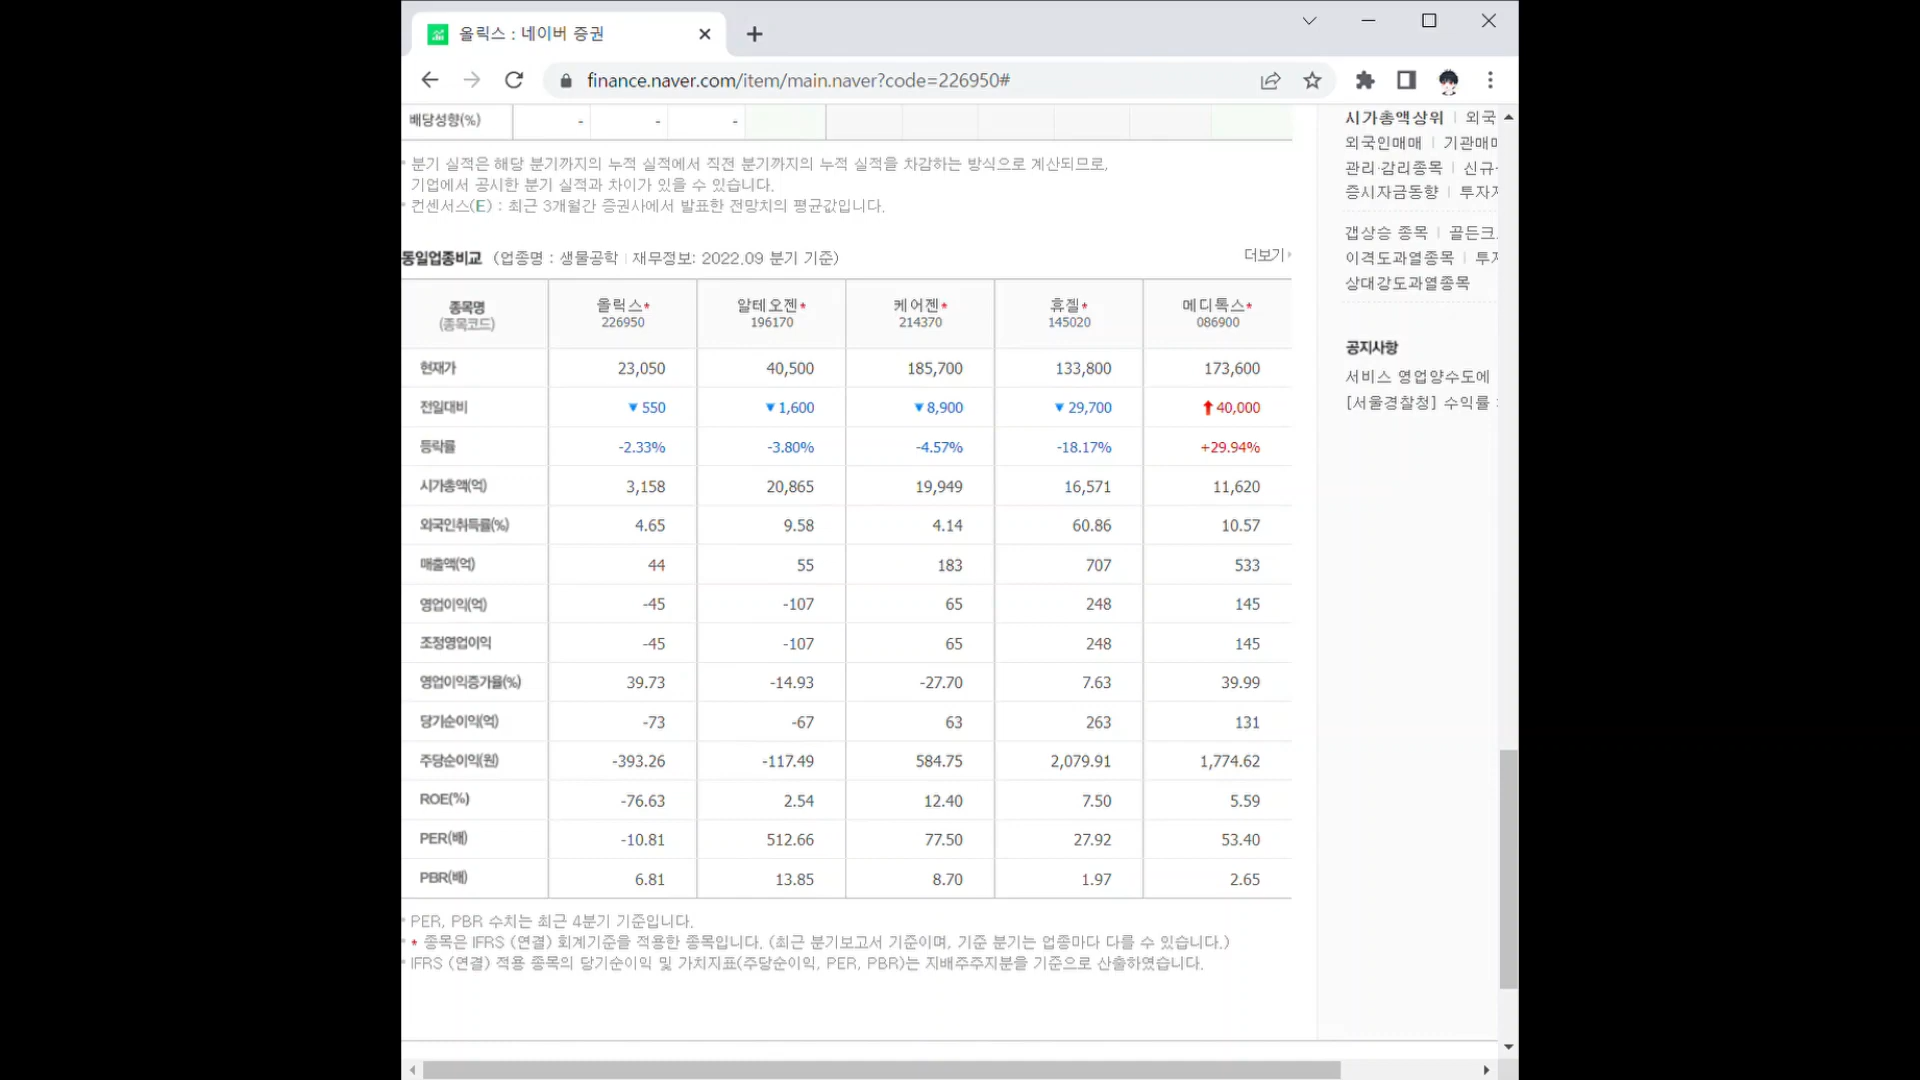 올릭스 : 네이버 증권
finance.naver.com/item/main.naver?code=226950#
배당성향(%) - - -
* 분기 실적은 해당 분기까지의 누적 실적에서 직전 분기까지의 누적 실적을 차감하는 방식으로 계산되므로,
기업에서 공시한 분기 실적과 차이가 있을 수 있습니다.
* 컨센서스(E) : 최근 3개월간 증권사에서 발표한 전망치의 평균값입니다.
동일업종비교 (업종명 : 생물공학 | 재무정보: 2022.09 분기 기준) 더보기
종목명 올릭스* 알테오젠* 케어젠* 휴젤* 메디톡스*
(종목코드) 226950 196170 214370 145020 086900
현재가 23,050 40,500 185,700 133,800 173,600
전일대비 ▼550 ▼1,600 ▼8,900 ▼29,700 ↑40,000
등락률 -2.33% -3.80% -4.57% -18.17% +29.94%
시가총액(억) 3,158 20,865 19,949 16,571 11,620
외국인취득률(%) 4.65 9.58 4.14 60.86 10.57
매출액(억) 44 55 183 707 533
영업이익(억) -45 -107 65 248 145
조정영업이익 -45 -107 65 248 145
영업이익증가율(%) 39.73 -14.93 -27.70 7.63 39.99
당기순이익(억) -73 -67 63 263 131
주당순이익(원) -393.26 -117.49 584.75 2,079.91 1,774.62
ROE(%) -76.63 2.54 12.40 7.50 5.59
PER(배) -10.81 512.66 77.50 27.92 53.40
PBR(배) 6.81 13.85 8.70 1.97 2.65
* PER, PBR 수치는 최근 4분기 기준입니다.
* * 종목은 IFRS (연결) 회계기준을 적용한 종목입니다. (최근 분기보고서 기준이며, 기준 분기는 업종마다 다를 수 있습니다.)
* IFRS (연결) 적용 종목의 당기순이익 및 가치지표(주당순이익, PER, PBR)는 지배주주지분을 기준으로 산출하였습니다.
시가총액상위 | 외국
외국인매매 | 기관매
관리·감리종목 | 신규
증시자금동향 | 투자
갭상승 종목 | 골든크
이격도과열종목 | 투
상대강도과열종목
공지사항
서비스 영업양수도에
[서울경찰청] 수익률